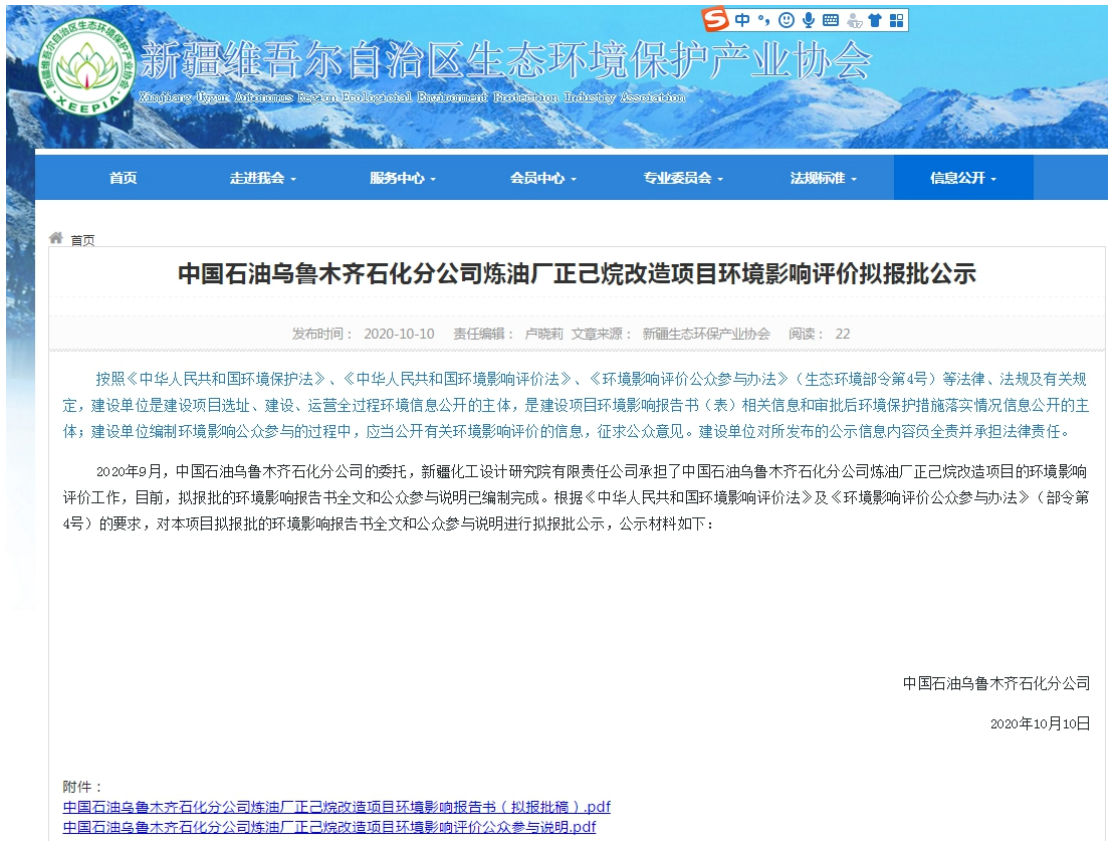 中
新疆维吾尔自治区生态环境保护产业协会
Xinjiang Uygur Autonomous Region Ecological Environment Protection Industry Association
新疆维吾尔自治区生态环境保护产业协会
XEEPIA
首页 走进我会 服务中心 会员中心 专业委员会 法规标准 信息公开
首页
中国石油乌鲁木齐石化分公司炼油厂正己烷改造项目环境影响评价拟报批公示
发布时间： 2020-10-10 责任编辑： 卢晓莉 文章来源： 新疆生态环保产业协会 阅读： 22
按照《中华人民共和国环境保护法》、《中华人民共和国环境影响评价法》、《环境影响评价公众参与办法》（生态环境部令第4号）等法律、法规及有关规
定，建设单位是建设项目选址、建设、运营全过程环境信息公开的主体，是建设项目环境影响报告书（表）相关信息和审批后环境保护措施落实情况信息公开的主
体；建设单位编制环境影响公众参与的过程中，应当公开有关环境影响评价的信息，征求公众意见。建设单位对所发布的公示信息内容负全责并承担法律责任。
2020年9月，中国石油乌鲁木齐石化分公司的委托，新疆化工设计研究院有限责任公司承担了中国石油乌鲁木齐石化分公司炼油厂正己烷改造项目的环境影响
评价工作，目前，拟报批的环境影响报告书全文和公众参与说明已编制完成。根据《中华人民共和国环境影响评价法》及《环境影响评价公众参与办法》（部令第
4号）的要求，对本项目拟报批的环境影响报告书全文和公众参与说明进行拟报批公示，公示材料如下：
中国石油乌鲁木齐石化分公司
2020年10月10日
附件：
中国石油乌鲁木齐石化分公司炼油厂正己烷改造项目环境影响报告书（拟报批稿）.pdf
中国石油乌鲁木齐石化分公司炼油厂正己烷改造项目环境影响评价公众参与说明.pdf